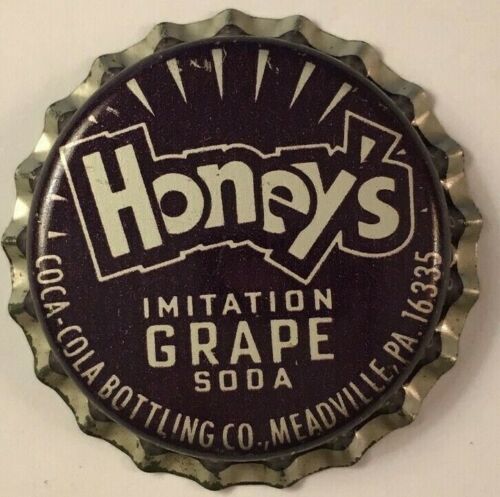 Honey's
IMITATION
GRAPE
SODA
COCA-COLA BOTTLING CO., MEADVILLE, PA. 16335